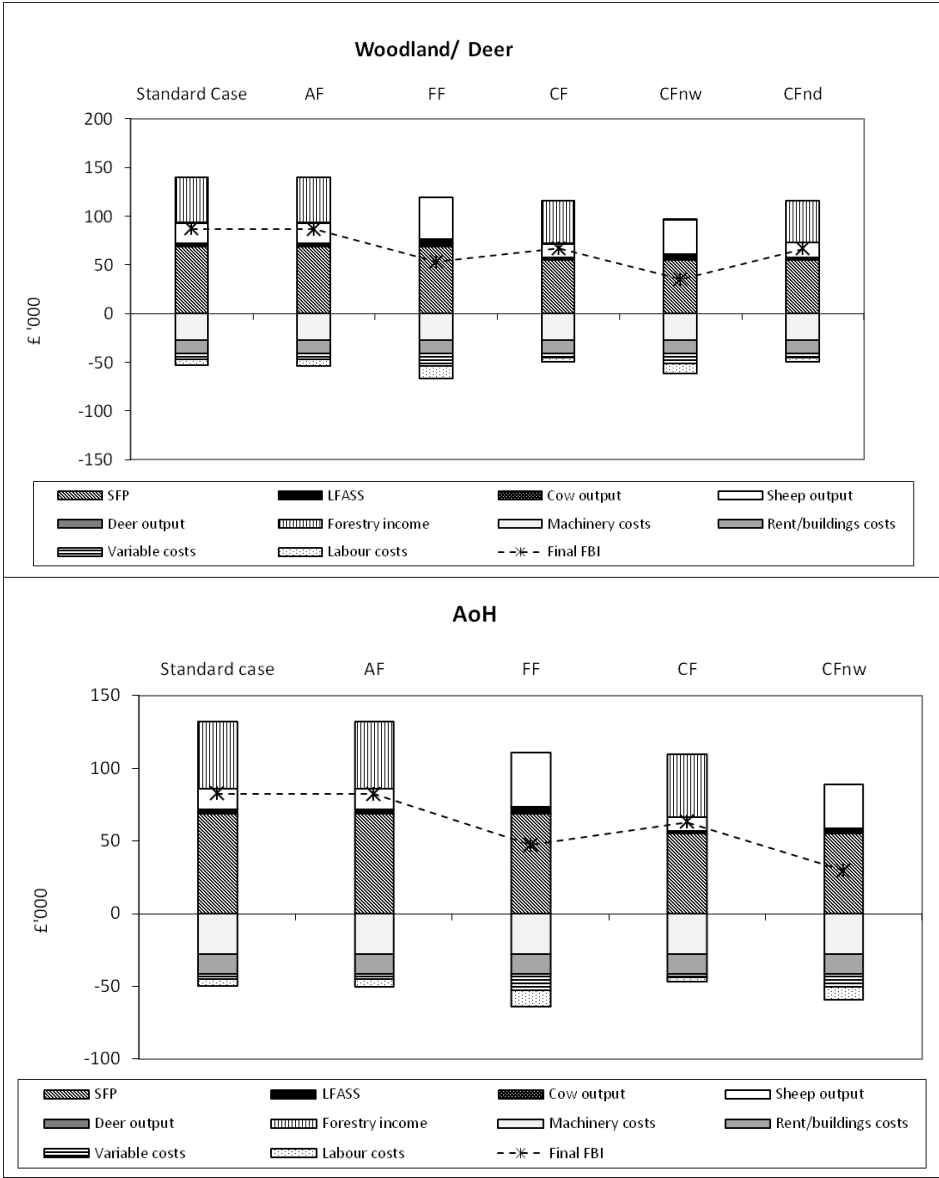 Woodland/ Deer
Standard Case AF FF CF CFnw CFnd
200
150
100
50
0
-50
-100
-150
£ '000
SFP LFASS Cow output Sheep output
Deer output Forestry income Machinery costs Rent/buildings costs
Variable costs Labour costs Final FBI
AoH
Standard case AF FF CF CFnw
150
100
50
0
-50
-100
£'000
SFP LFASS Cow output Sheep output
Deer output Forestry income Machinery costs Rent/buildings costs
Variable costs Labour costs Final FBI